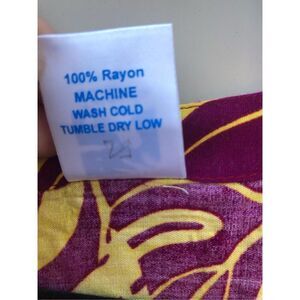 100% Rayon
MACHINE
WASH COLD
TUMBLE DRY LOW